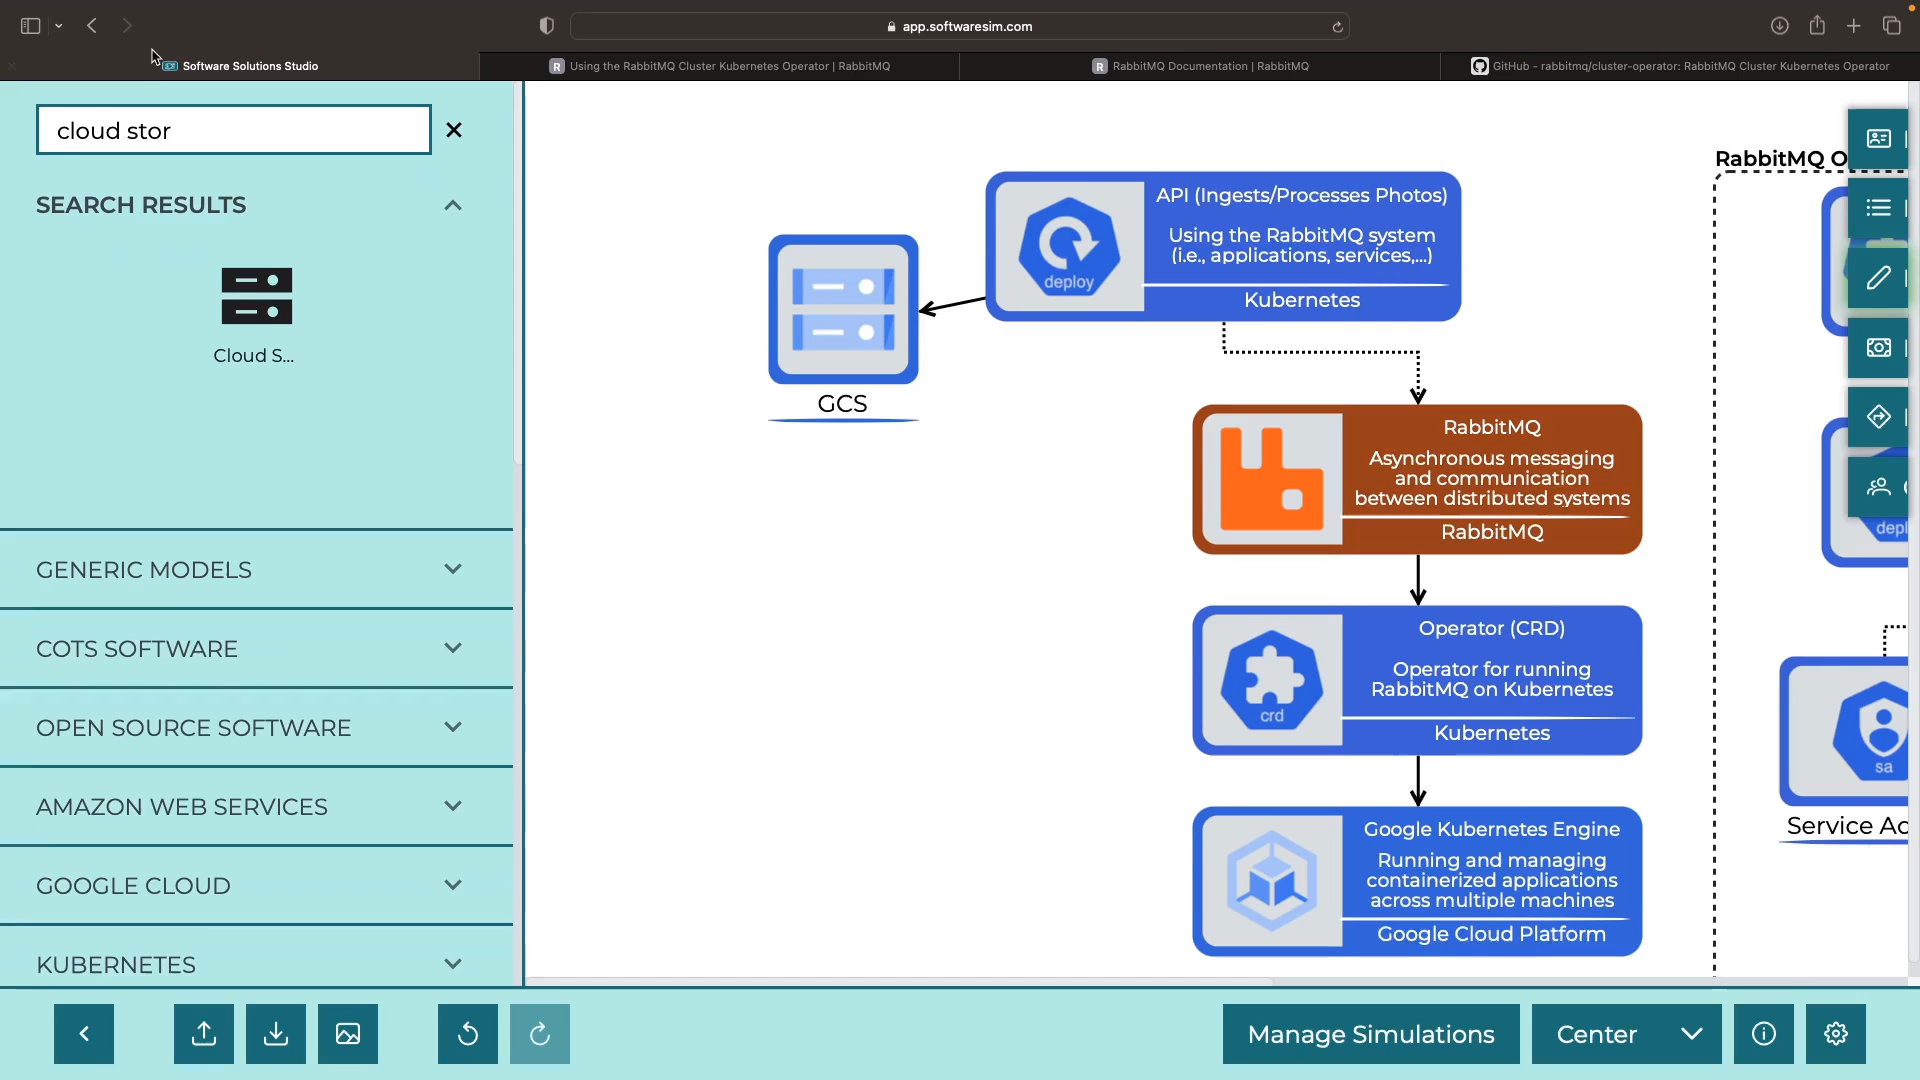 app.softwaresim.com
Software Solutions Studio
Using the RabbitMQ Cluster Kubernetes Operator | RabbitMQ
RabbitMQ Documentation | RabbitMQ
GitHub - rabbitmq/cluster-operator: RabbitMQ Cluster Kubernetes Operator
cloud stor
SEARCH RESULTS
Cloud S...
GENERIC MODELS
COTS SOFTWARE
OPEN SOURCE SOFTWARE
AMAZON WEB SERVICES
GOOGLE CLOUD
KUBERNETES
GCS
deploy
API (Ingests/Processes Photos)
Using the RabbitMQ system
(i.e., applications, services,...)
Kubernetes
RabbitMQ
Asynchronous messaging
and communication
between distributed systems
RabbitMQ
crd
Operator (CRD)
Operator for running
RabbitMQ on Kubernetes
Kubernetes
Google Kubernetes Engine
Running and managing
containerized applications
across multiple machines
Google Cloud Platform
RabbitMQ O
depl
sa
Service Ac
Manage Simulations
Center